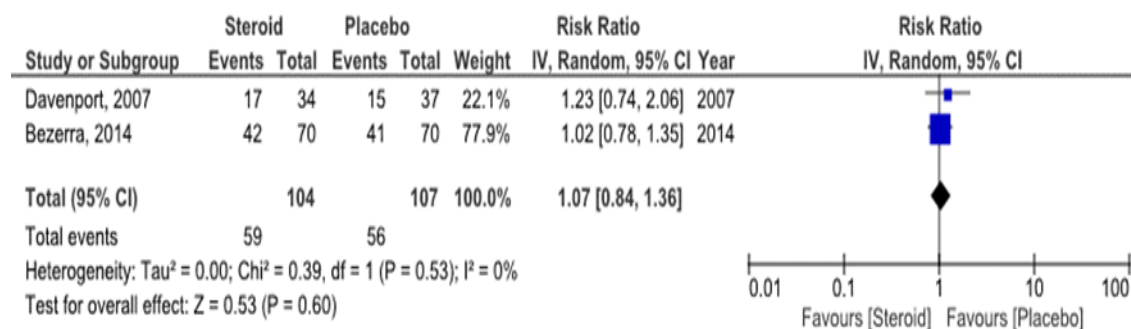 Steroid Placebo Risk Ratio Risk Ratio
Study or Subgroup Events Total Events Total Weight IV, Random, 95% CI Year IV, Random, 95% CI
Davenport, 2007 17 34 15 37 22.1% 1.23 [0.74, 2.06] 2007
Bezerra, 2014 42 70 41 70 77.9% 1.02 [0.78, 1.35] 2014
Total (95% CI) 104 107 100.0% 1.07 [0.84, 1.36]
Total events 59 56
Heterogeneity: Tau² = 0.00; Chi² = 0.39, df = 1 (P = 0.53); I² = 0%
Test for overall effect: Z = 0.53 (P = 0.60)
0.01 0.1 1 10 100
Favours [Steroid] Favours [Placebo]